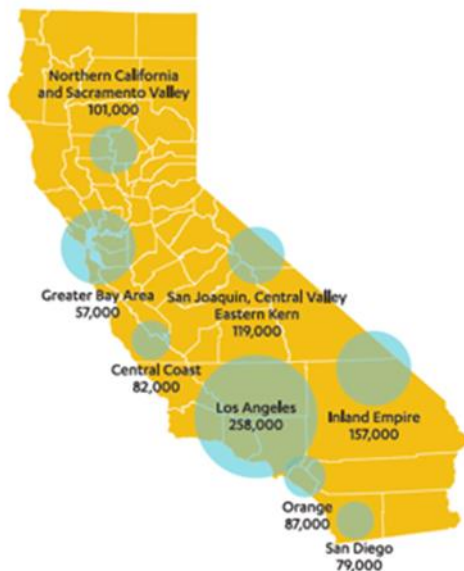 Northern California
and Sacramento Valley
101,000
Greater Bay Area
57,000
San Joaquin, Central Valley
Eastern Kern
119,000
Central Coast
82,000
Los Angeles
258,000
Inland Empire
157,000
Orange
87,000
San Diego
79,000